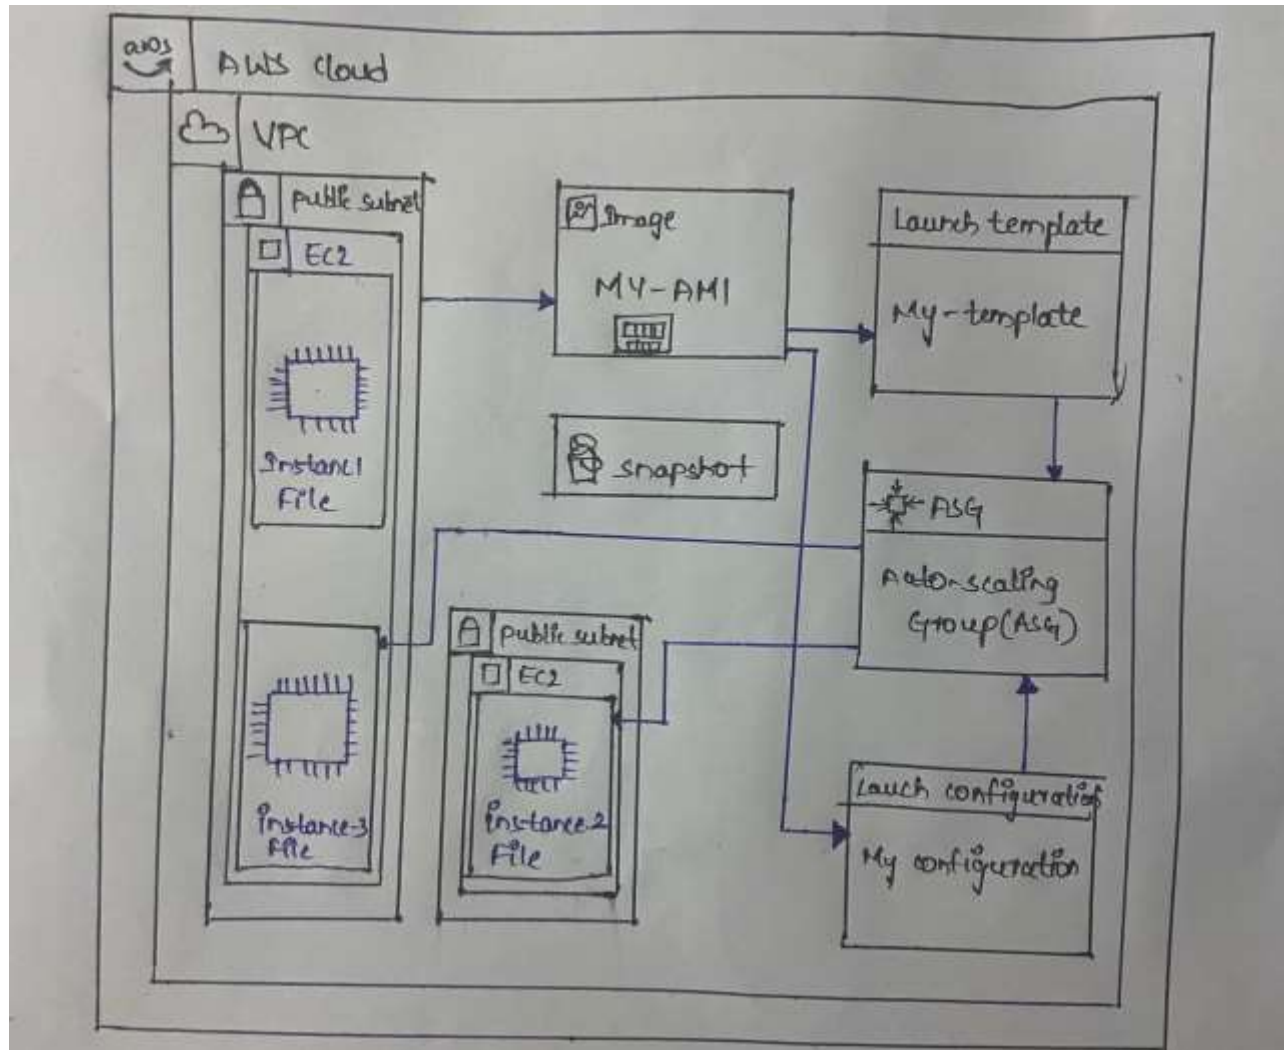 aws
AWS Cloud
VPC
public subnet
EC2
Instance1
File
Instance-3
File
Image
MY-AMI
snapshot
public subnet
EC2
Instance-2
File
Launch template
My-template
ASG
Auto-scaling
Group(ASG)
Lauch configuration
My configuration